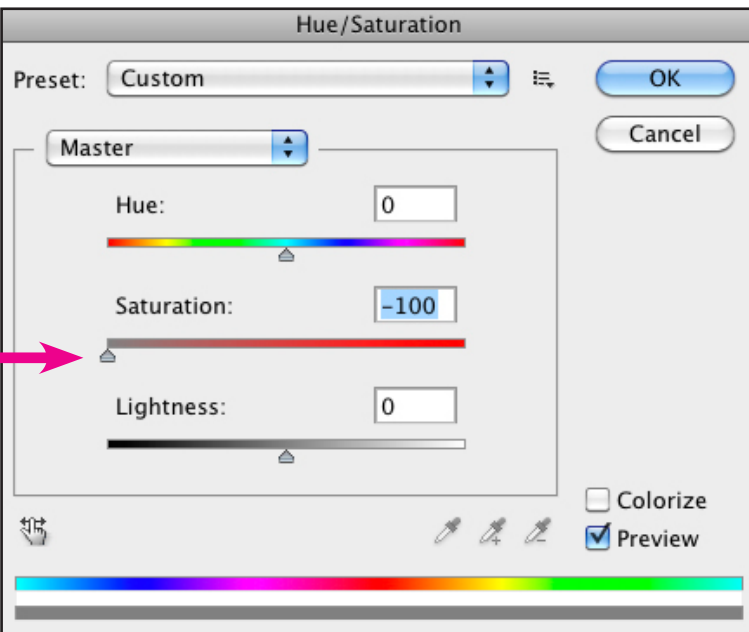 Hue/Saturation
Preset: Custom OK
Cancel
Master
Hue: 0
Saturation: -100
Lightness: 0
Colorize
Preview